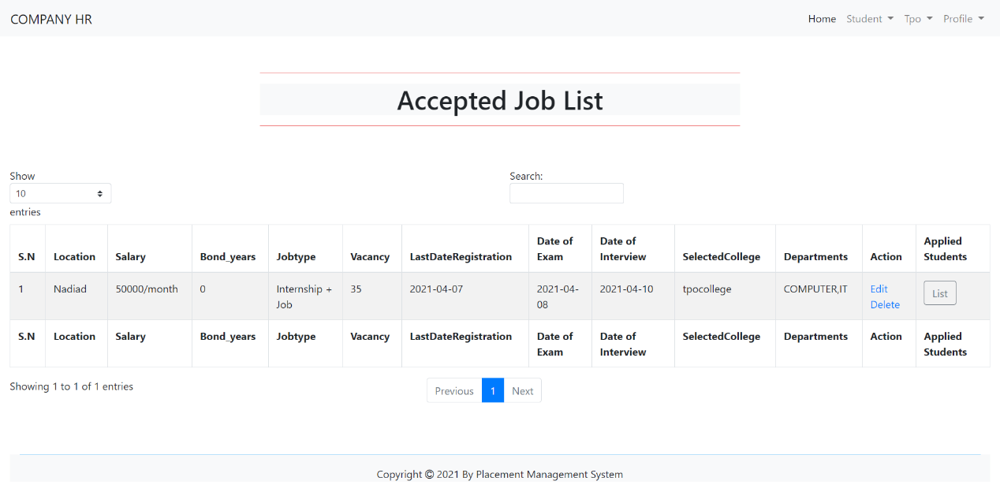 COMPANY HR
Home Student Tpo Profile
Accepted Job List
Show
10
entries
Search:
S.N Location Salary Bond_years Jobtype Vacancy LastDateRegistration Date of Exam Date of Interview SelectedCollege Departments Action Applied Students
1 Nadiad 50000/month 0 Internship + Job 35 2021-04-07 2021-04-08 2021-04-10 tpocollege COMPUTER,IT Edit Delete List
S.N Location Salary Bond_years Jobtype Vacancy LastDateRegistration Date of Exam Date of Interview SelectedCollege Departments Action Applied Students
Showing 1 to 1 of 1 entries
Previous 1 Next
Copyright © 2021 By Placement Management System